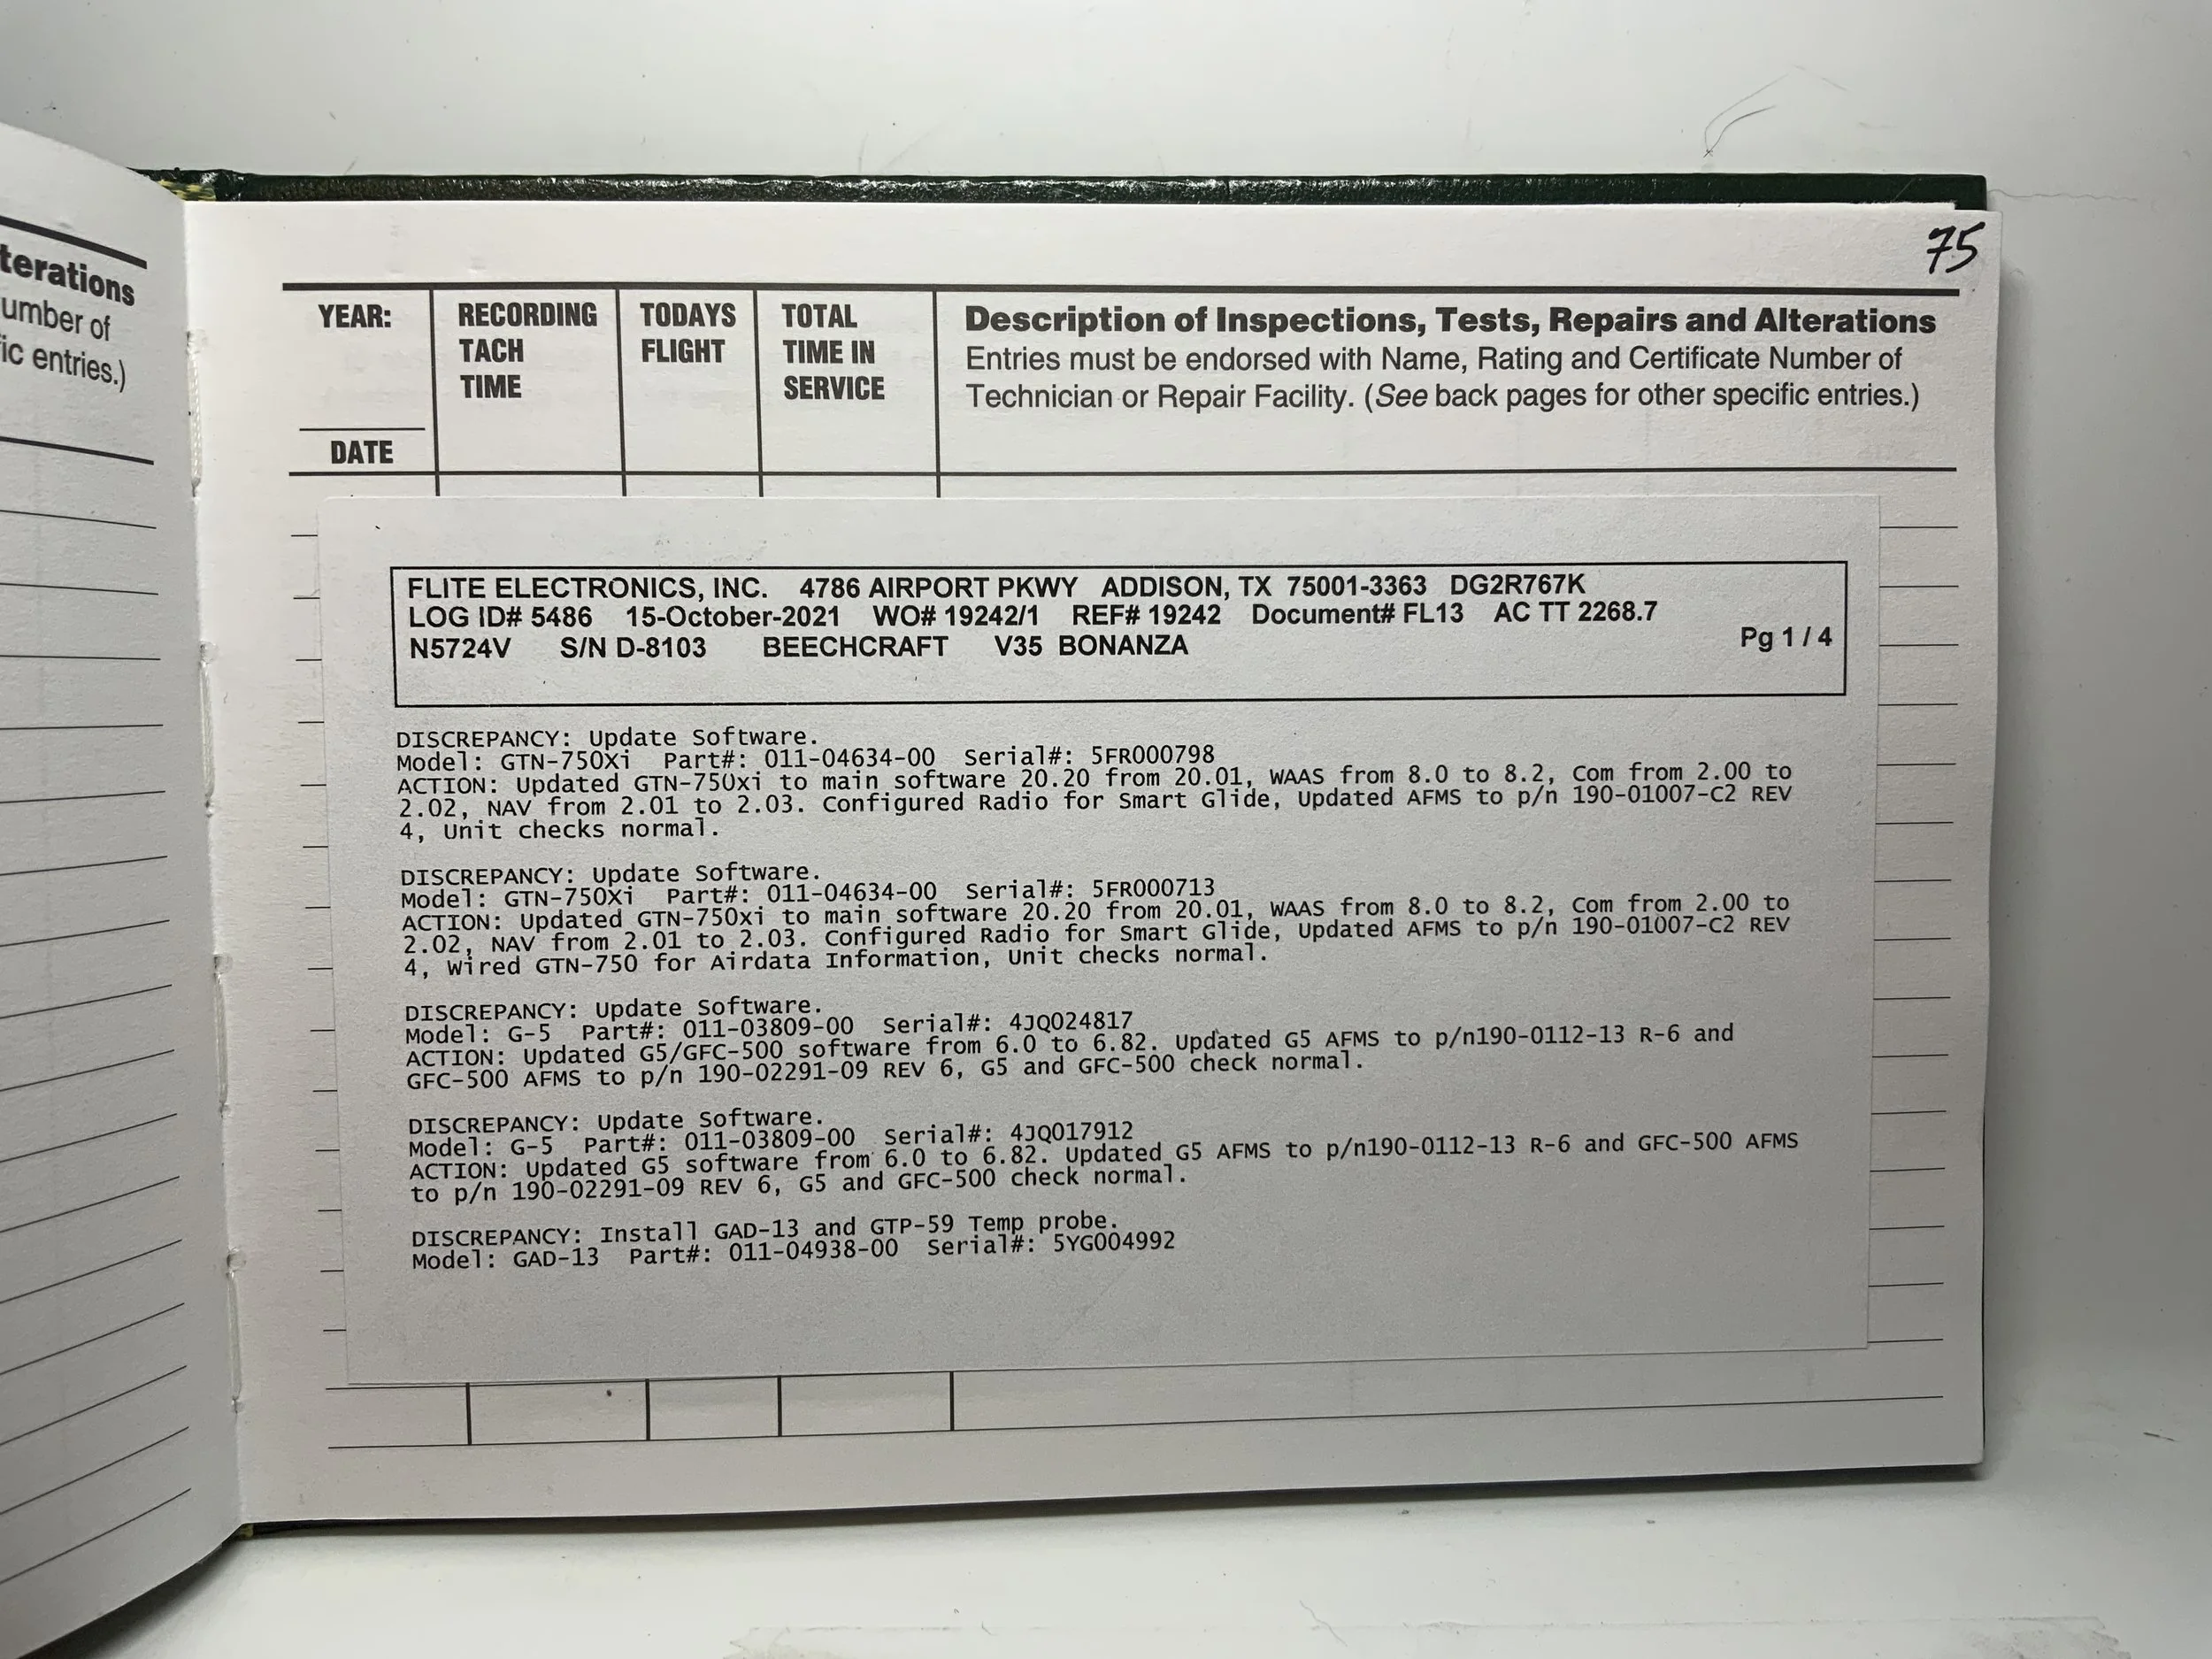 terations
umber of
ic entries.)
75
YEAR:
DATE
RECORDING
TACH
TIME
TODAYS
FLIGHT
TOTAL
TIME IN
SERVICE
Description of Inspections, Tests, Repairs and Alterations
Entries must be endorsed with Name, Rating and Certificate Number of
Technician or Repair Facility. (See back pages for other specific entries.)
FLITE ELECTRONICS, INC. 4786 AIRPORT PKWY ADDISON, TX 75001-3363 DG2R767K
LOG ID# 5486 15-October-2021 WO# 19242/1 REF# 19242 Document# FL13 AC TT 2268.7
N5724V S/N D-8103 BEECHCRAFT V35 BONANZA Pg 1 / 4
DISCREPANCY: Update Software.
Model: GTN-750xi Part#: 011-04634-00 Serial#: 5FR000798
ACTION: Updated GTN-750xi to main software 20.20 from 20.01, WAAS from 8.0 to 8.2, Com from 2.00 to
2.02, NAV from 2.01 to 2.03. Configured Radio for Smart Glide, Updated AFMS to p/n 190-01007-C2 REV
4, Unit checks normal.
DISCREPANCY: Update Software.
Model: GTN-750xi Part#: 011-04634-00 Serial#: 5FR000713
ACTION: Updated GTN-750xi to main software 20.20 from 20.01, WAAS from 8.0 to 8.2, Com from 2.00 to
2.02, NAV from 2.01 to 2.03. Configured Radio for Smart Glide, Updated AFMS to p/n 190-01007-C2 REV
4, Wired GTN-750 for Airdata Information, Unit checks normal.
DISCREPANCY: Update Software.
Model: G-5 Part#: 011-03809-00 Serial#: 4JQ024817
ACTION: Updated G5/GFC-500 software from 6.0 to 6.82. Updated G5 AFMS to p/n190-0112-13 R-6 and
GFC-500 AFMS to p/n 190-02291-09 REV 6, G5 and GFC-500 check normal.
DISCREPANCY: Update Software.
Model: G-5 Part#: 011-03809-00 Serial#: 4JQ017912
ACTION: Updated G5 software from 6.0 to 6.82. Updated G5 AFMS to p/n190-0112-13 R-6 and GFC-500 AFMS
to p/n 190-02291-09 REV 6, G5 and GFC-500 check normal.
DISCREPANCY: Install GAD-13 and GTP-59 Temp probe.
Model: GAD-13 Part#: 011-04938-00 Serial#: 5YG004992